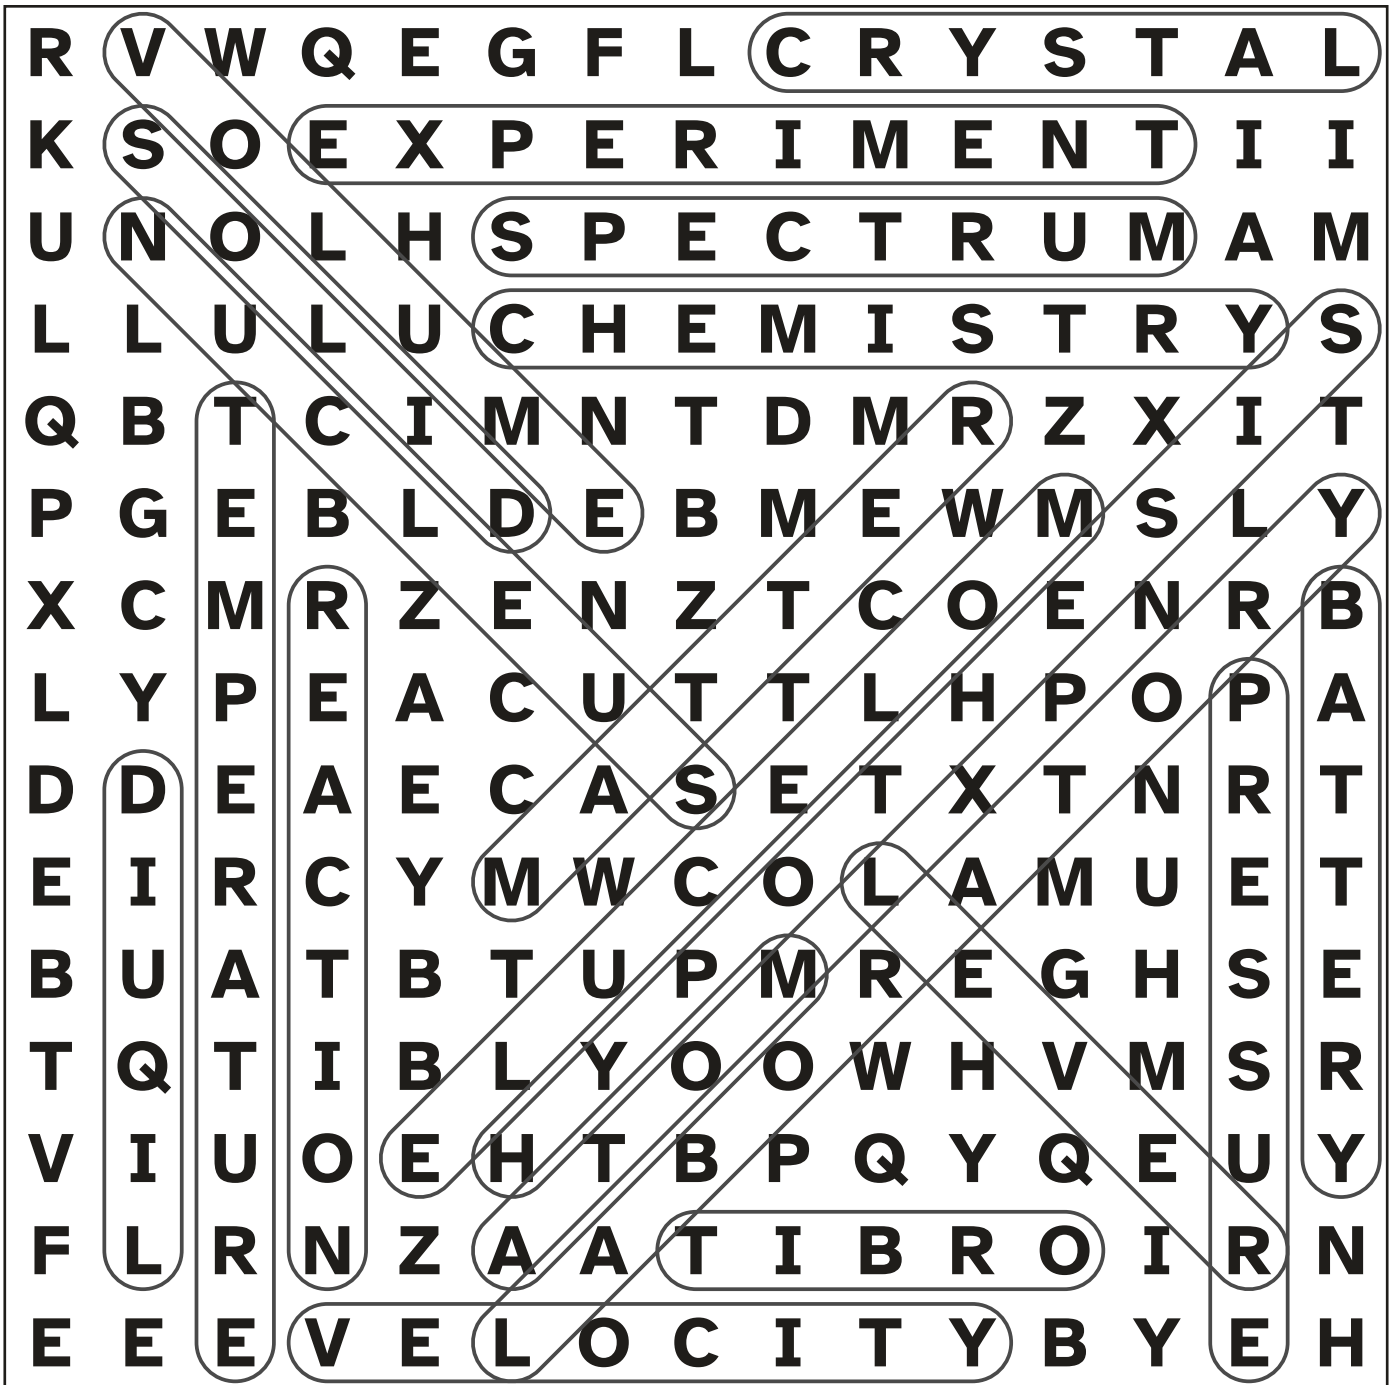 R V W Q E G F L C R Y S T A L
K S O E X P E R I M E N T I I
U N O L H S P E C T R U M A M
L L U L U C H E M I S T R Y S
Q B T C I M N T D M R Z X I T
P G E B L D E B M E W M S L Y
X C M R Z E N Z T C O E N R B
L Y P E A C U T T L H P O P A
D D E A E C A S E T X T N R T
E I R C Y M W C O L A M U E T
B U A T B T U P M R E G H S E
T Q T I B L Y O O W H V M S R
V I U O E H T B P Q Y Q E U Y
F L R N Z A A T I B R O I R N
E E E V E L O C I T Y B Y E H